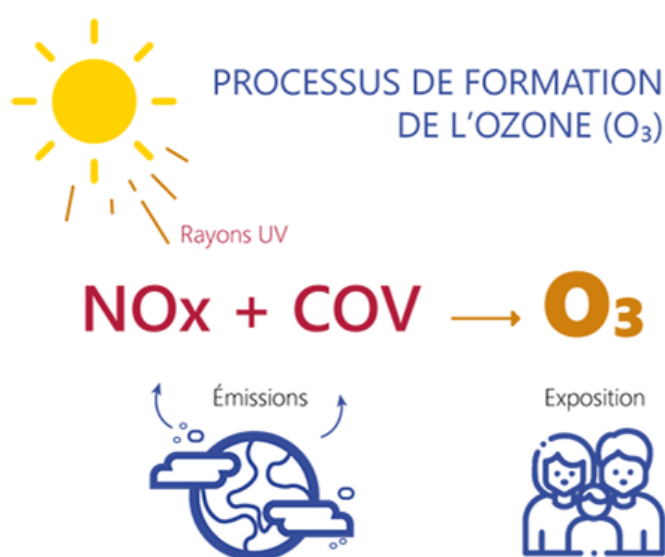 PROCESSUS DE FORMATION
DE L'OZONE (O₃)
Rayons UV
NOx + COV → O₃
Émissions
Exposition